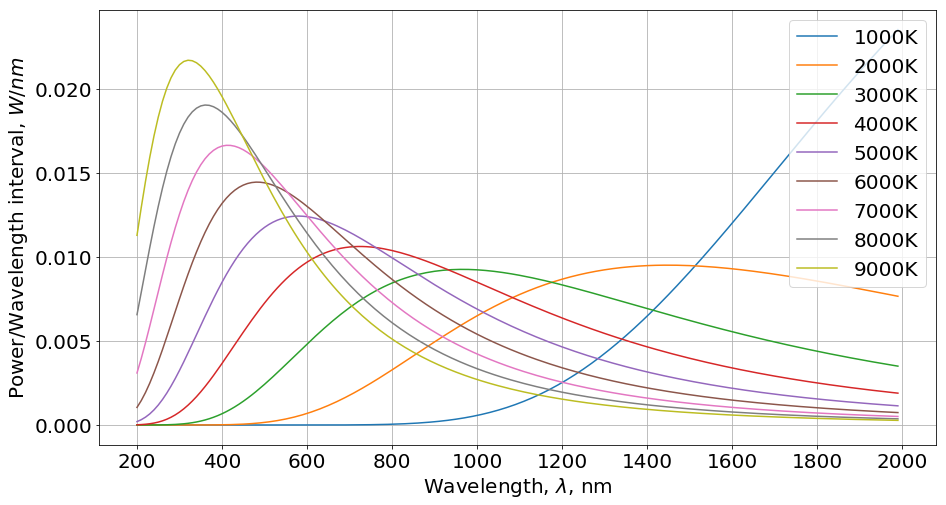 Power/Wavelength interval, W/nm
0.020
0.015
0.010
0.005
0.000
1000K
2000K
3000K
4000K
5000K
6000K
7000K
8000K
9000K
200 400 600 800 1000 1200 1400 1600 1800 2000
Wavelength, λ, nm